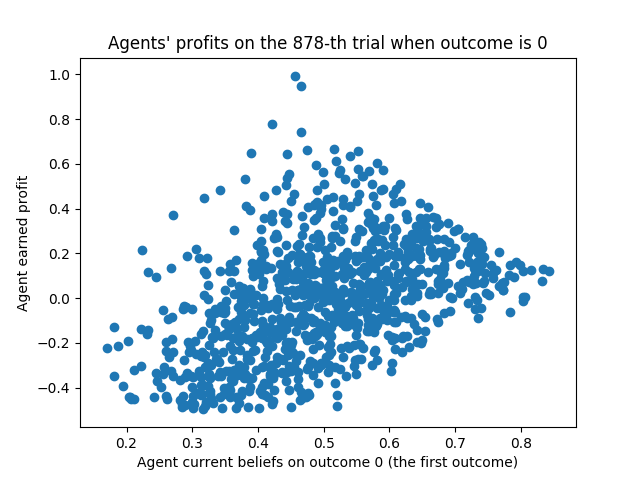 Agents' profits on the 878-th trial when outcome is 0
1.0
0.8
0.6
0.4
0.2
0.0
−0.2
−0.4
Agent earned profit
0.2 0.3 0.4 0.5 0.6 0.7 0.8
Agent current beliefs on outcome 0 (the first outcome)